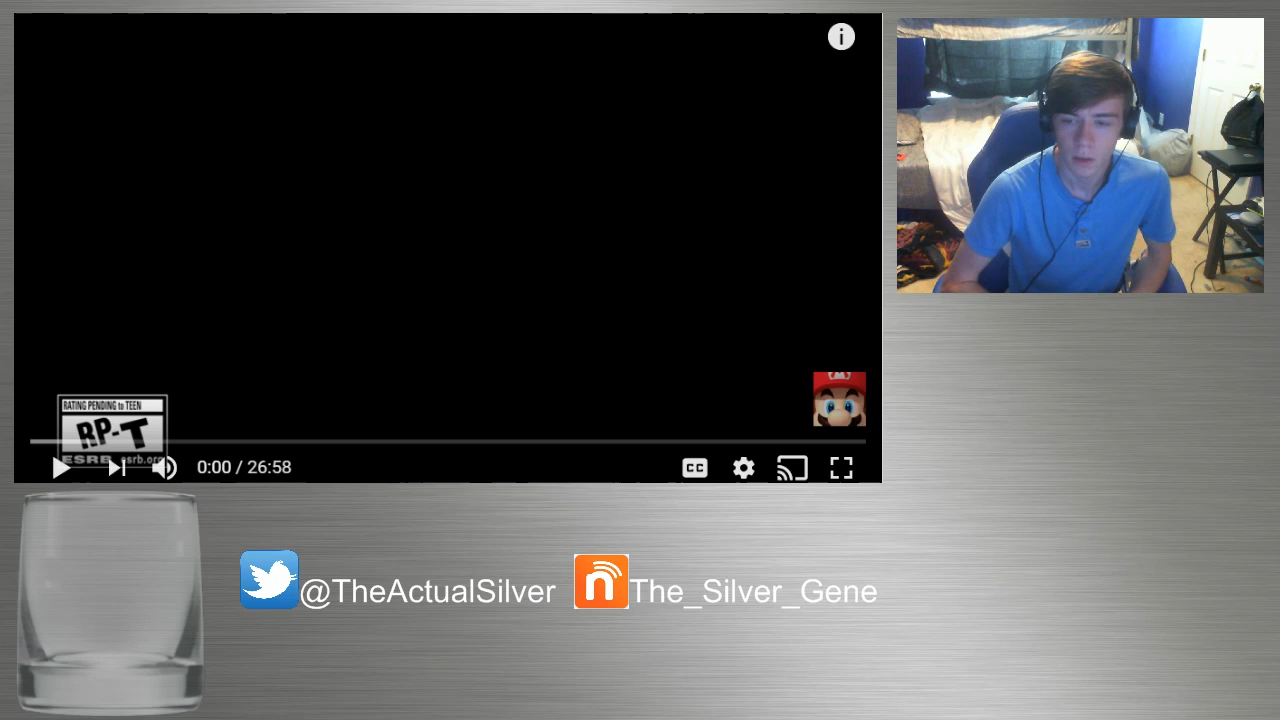 i
RATING PENDING to TEEN
RP-T
ESRB esrb.org
0:00 / 26:58
CC
M
@TheActualSilver
n
The_Silver_Gene